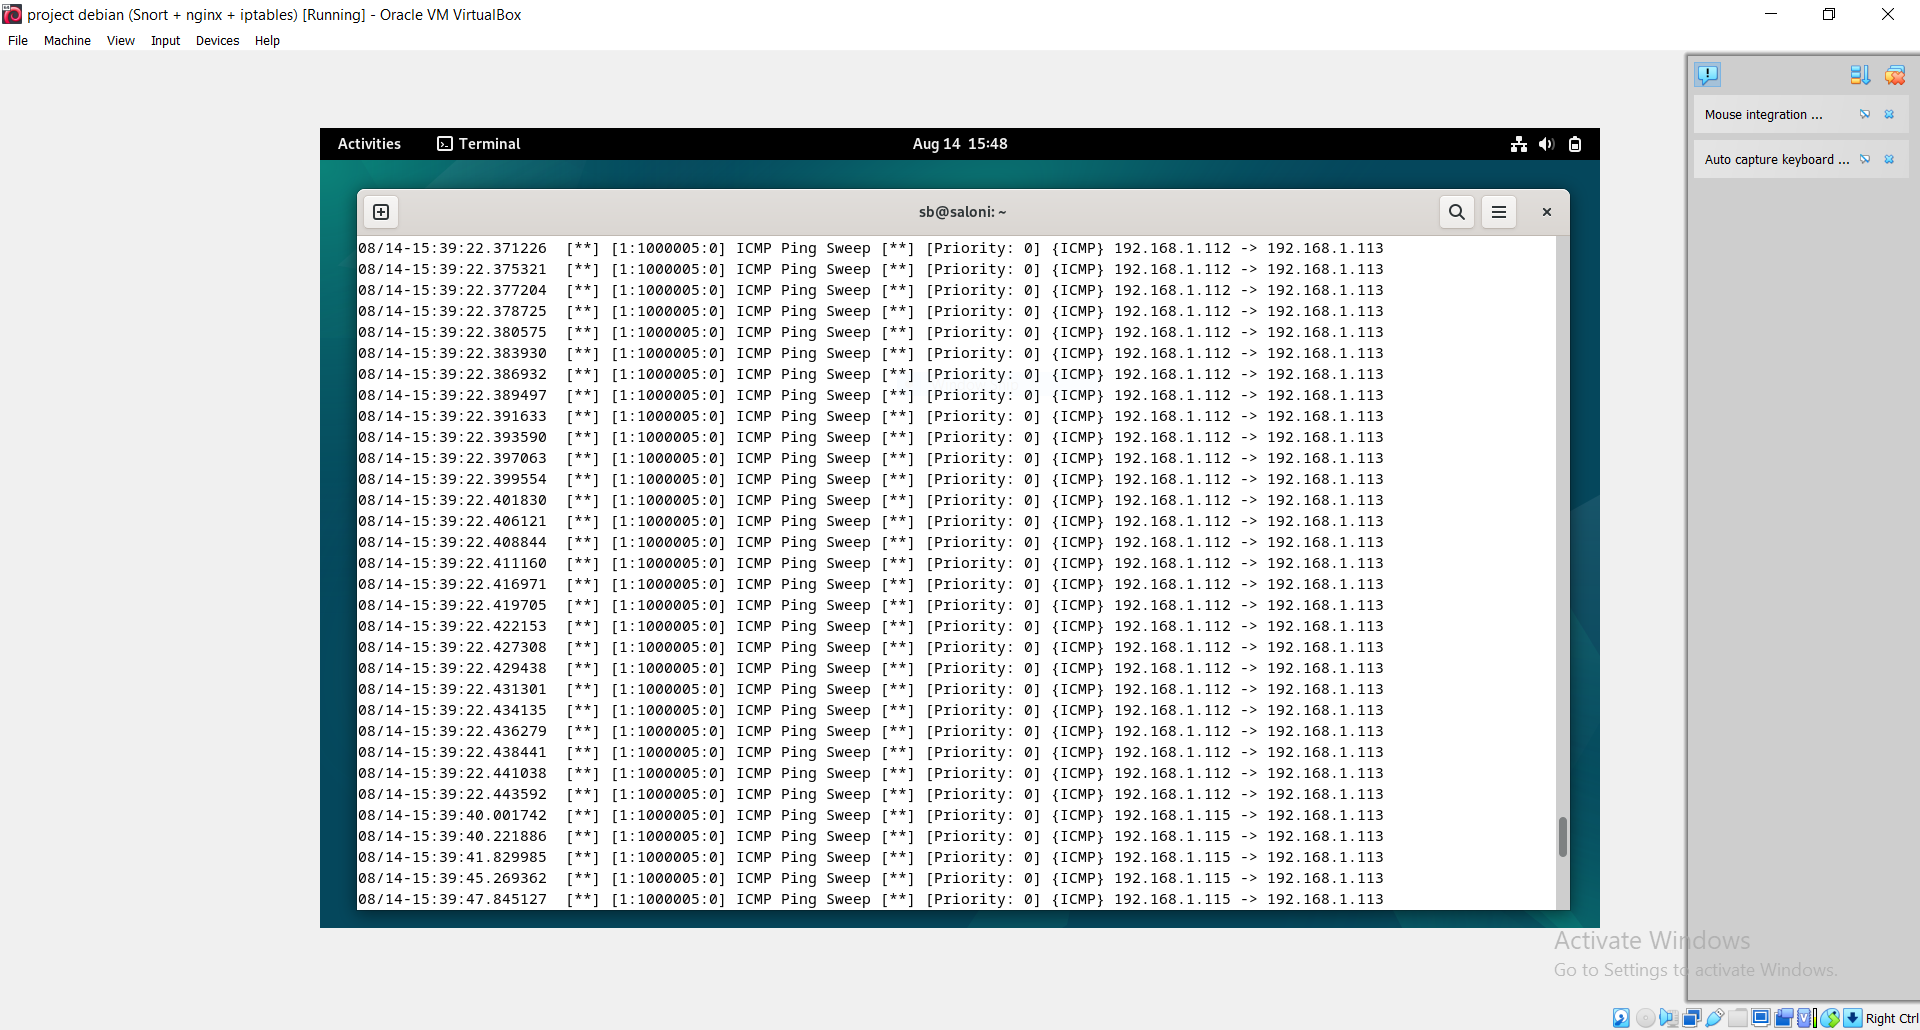 project debian (Snort + nginx + iptables) [Running] - Oracle VM VirtualBox
File Machine View Input Devices Help
Mouse integration ...
Auto capture keyboard ...
Activities Terminal Aug 14 15:48
sb@saloni: ~
08/14-15:39:22.371226 [**] [1:1000005:0] ICMP Ping Sweep [**] [Priority: 0] {ICMP} 192.168.1.112 -> 192.168.1.113
08/14-15:39:22.375321 [**] [1:1000005:0] ICMP Ping Sweep [**] [Priority: 0] {ICMP} 192.168.1.112 -> 192.168.1.113
08/14-15:39:22.377204 [**] [1:1000005:0] ICMP Ping Sweep [**] [Priority: 0] {ICMP} 192.168.1.112 -> 192.168.1.113
08/14-15:39:22.378725 [**] [1:1000005:0] ICMP Ping Sweep [**] [Priority: 0] {ICMP} 192.168.1.112 -> 192.168.1.113
08/14-15:39:22.380575 [**] [1:1000005:0] ICMP Ping Sweep [**] [Priority: 0] {ICMP} 192.168.1.112 -> 192.168.1.113
08/14-15:39:22.383930 [**] [1:1000005:0] ICMP Ping Sweep [**] [Priority: 0] {ICMP} 192.168.1.112 -> 192.168.1.113
08/14-15:39:22.386932 [**] [1:1000005:0] ICMP Ping Sweep [**] [Priority: 0] {ICMP} 192.168.1.112 -> 192.168.1.113
08/14-15:39:22.389497 [**] [1:1000005:0] ICMP Ping Sweep [**] [Priority: 0] {ICMP} 192.168.1.112 -> 192.168.1.113
08/14-15:39:22.391633 [**] [1:1000005:0] ICMP Ping Sweep [**] [Priority: 0] {ICMP} 192.168.1.112 -> 192.168.1.113
08/14-15:39:22.393590 [**] [1:1000005:0] ICMP Ping Sweep [**] [Priority: 0] {ICMP} 192.168.1.112 -> 192.168.1.113
08/14-15:39:22.397063 [**] [1:1000005:0] ICMP Ping Sweep [**] [Priority: 0] {ICMP} 192.168.1.112 -> 192.168.1.113
08/14-15:39:22.399554 [**] [1:1000005:0] ICMP Ping Sweep [**] [Priority: 0] {ICMP} 192.168.1.112 -> 192.168.1.113
08/14-15:39:22.401830 [**] [1:1000005:0] ICMP Ping Sweep [**] [Priority: 0] {ICMP} 192.168.1.112 -> 192.168.1.113
08/14-15:39:22.406121 [**] [1:1000005:0] ICMP Ping Sweep [**] [Priority: 0] {ICMP} 192.168.1.112 -> 192.168.1.113
08/14-15:39:22.408844 [**] [1:1000005:0] ICMP Ping Sweep [**] [Priority: 0] {ICMP} 192.168.1.112 -> 192.168.1.113
08/14-15:39:22.411160 [**] [1:1000005:0] ICMP Ping Sweep [**] [Priority: 0] {ICMP} 192.168.1.112 -> 192.168.1.113
08/14-15:39:22.416971 [**] [1:1000005:0] ICMP Ping Sweep [**] [Priority: 0] {ICMP} 192.168.1.112 -> 192.168.1.113
08/14-15:39:22.419705 [**] [1:1000005:0] ICMP Ping Sweep [**] [Priority: 0] {ICMP} 192.168.1.112 -> 192.168.1.113
08/14-15:39:22.422153 [**] [1:1000005:0] ICMP Ping Sweep [**] [Priority: 0] {ICMP} 192.168.1.112 -> 192.168.1.113
08/14-15:39:22.427308 [**] [1:1000005:0] ICMP Ping Sweep [**] [Priority: 0] {ICMP} 192.168.1.112 -> 192.168.1.113
08/14-15:39:22.429438 [**] [1:1000005:0] ICMP Ping Sweep [**] [Priority: 0] {ICMP} 192.168.1.112 -> 192.168.1.113
08/14-15:39:22.431301 [**] [1:1000005:0] ICMP Ping Sweep [**] [Priority: 0] {ICMP} 192.168.1.112 -> 192.168.1.113
08/14-15:39:22.434135 [**] [1:1000005:0] ICMP Ping Sweep [**] [Priority: 0] {ICMP} 192.168.1.112 -> 192.168.1.113
08/14-15:39:22.436279 [**] [1:1000005:0] ICMP Ping Sweep [**] [Priority: 0] {ICMP} 192.168.1.112 -> 192.168.1.113
08/14-15:39:22.438441 [**] [1:1000005:0] ICMP Ping Sweep [**] [Priority: 0] {ICMP} 192.168.1.112 -> 192.168.1.113
08/14-15:39:22.441038 [**] [1:1000005:0] ICMP Ping Sweep [**] [Priority: 0] {ICMP} 192.168.1.112 -> 192.168.1.113
08/14-15:39:22.443592 [**] [1:1000005:0] ICMP Ping Sweep [**] [Priority: 0] {ICMP} 192.168.1.112 -> 192.168.1.113
08/14-15:39:40.001742 [**] [1:1000005:0] ICMP Ping Sweep [**] [Priority: 0] {ICMP} 192.168.1.115 -> 192.168.1.113
08/14-15:39:40.221886 [**] [1:1000005:0] ICMP Ping Sweep [**] [Priority: 0] {ICMP} 192.168.1.115 -> 192.168.1.113
08/14-15:39:41.829985 [**] [1:1000005:0] ICMP Ping Sweep [**] [Priority: 0] {ICMP} 192.168.1.115 -> 192.168.1.113
08/14-15:39:45.269362 [**] [1:1000005:0] ICMP Ping Sweep [**] [Priority: 0] {ICMP} 192.168.1.115 -> 192.168.1.113
08/14-15:39:47.845127 [**] [1:1000005:0] ICMP Ping Sweep [**] [Priority: 0] {ICMP} 192.168.1.115 -> 192.168.1.113
Activate Windows
Go to Settings to activate Windows.
Right Ctrl